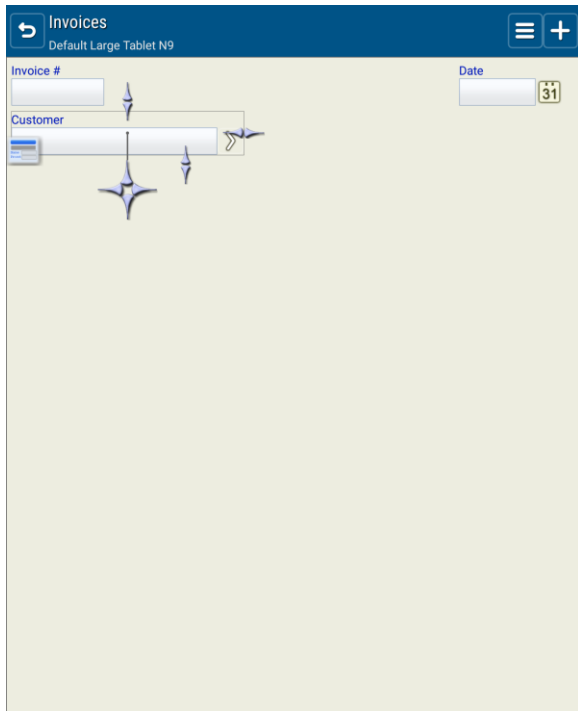 Invoices
Default Large Tablet N9
Invoice #
Date
31
Customer